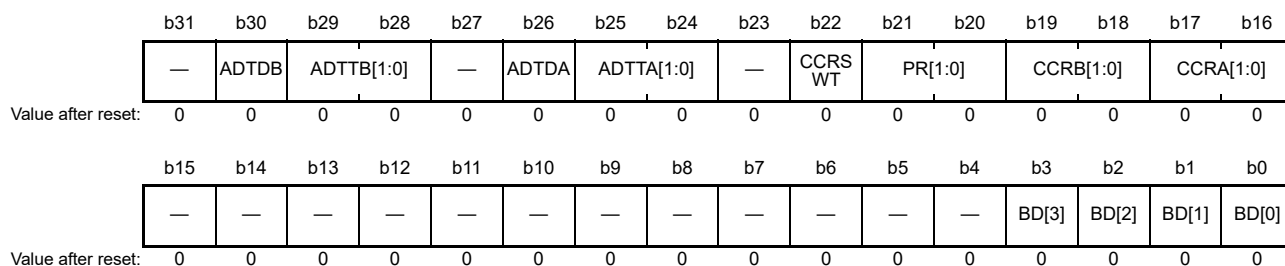 b31 b30 b29 b28 b27 b26 b25 b24 b23 b22 b21 b20 b19 b18 b17 b16
— ADTDB ADTTB[1:0] — ADTDA ADTTA[1:0] — CCRS WT PR[1:0] CCRB[1:0] CCRA[1:0]
Value after reset: 0 0 0 0 0 0 0 0 0 0 0 0 0 0 0 0
b15 b14 b13 b12 b11 b10 b9 b8 b7 b6 b5 b4 b3 b2 b1 b0
— — — — — — — — — — — — BD[3] BD[2] BD[1] BD[0]
Value after reset: 0 0 0 0 0 0 0 0 0 0 0 0 0 0 0 0